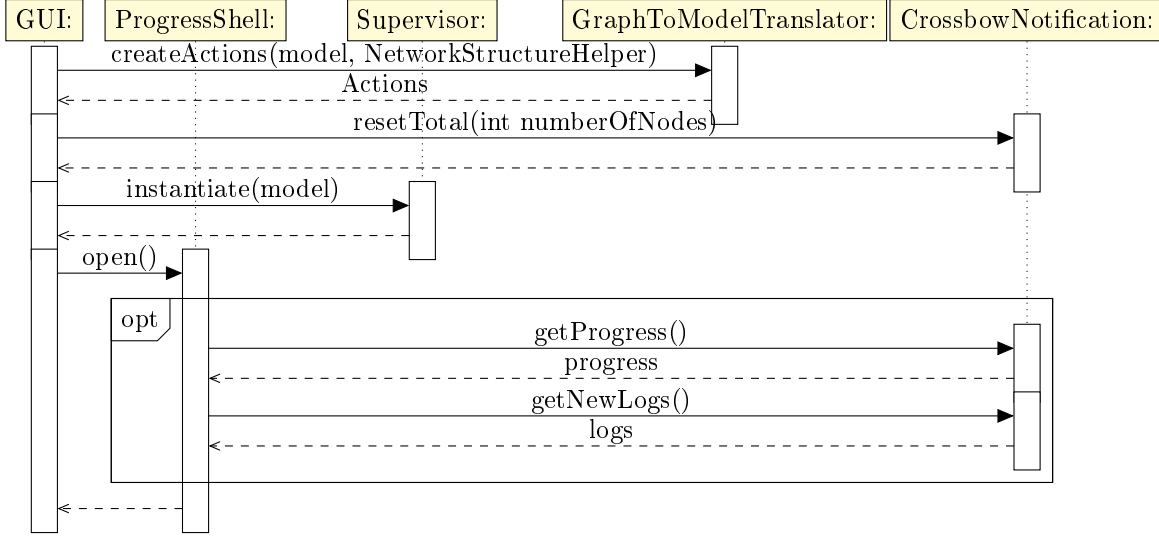 GUI: ProgressShell: Supervisor: GraphToModelTranslator: CrossbowNotification:
createActions(model, NetworkStructureHelper)
Actions
resetTotal(int numberOfNodes)
instantiate(model)
open()
opt
getProgress()
progress
getNewLogs()
logs